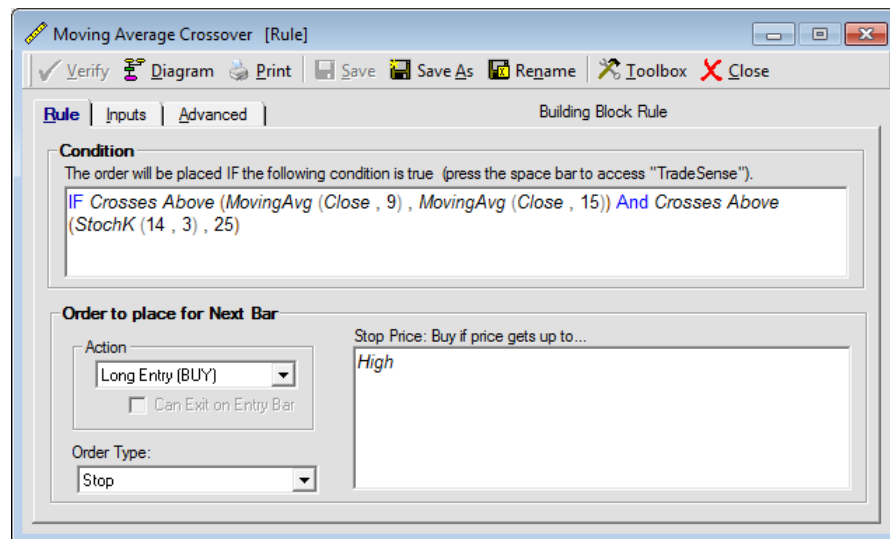 Moving Average Crossover [Rule]
Verify Diagram Print Save Save As Rename Toolbox Close
Rule Inputs Advanced Building Block Rule
Condition
The order will be placed IF the following condition is true (press the space bar to access "TradeSense").
IF Crosses Above (MovingAvg (Close , 9) , MovingAvg (Close , 15)) And Crosses Above
(StochK (14 , 3) , 25)
Order to place for Next Bar
Action
Long Entry (BUY)
Can Exit on Entry Bar
Order Type:
Stop
Stop Price: Buy if price gets up to...
High